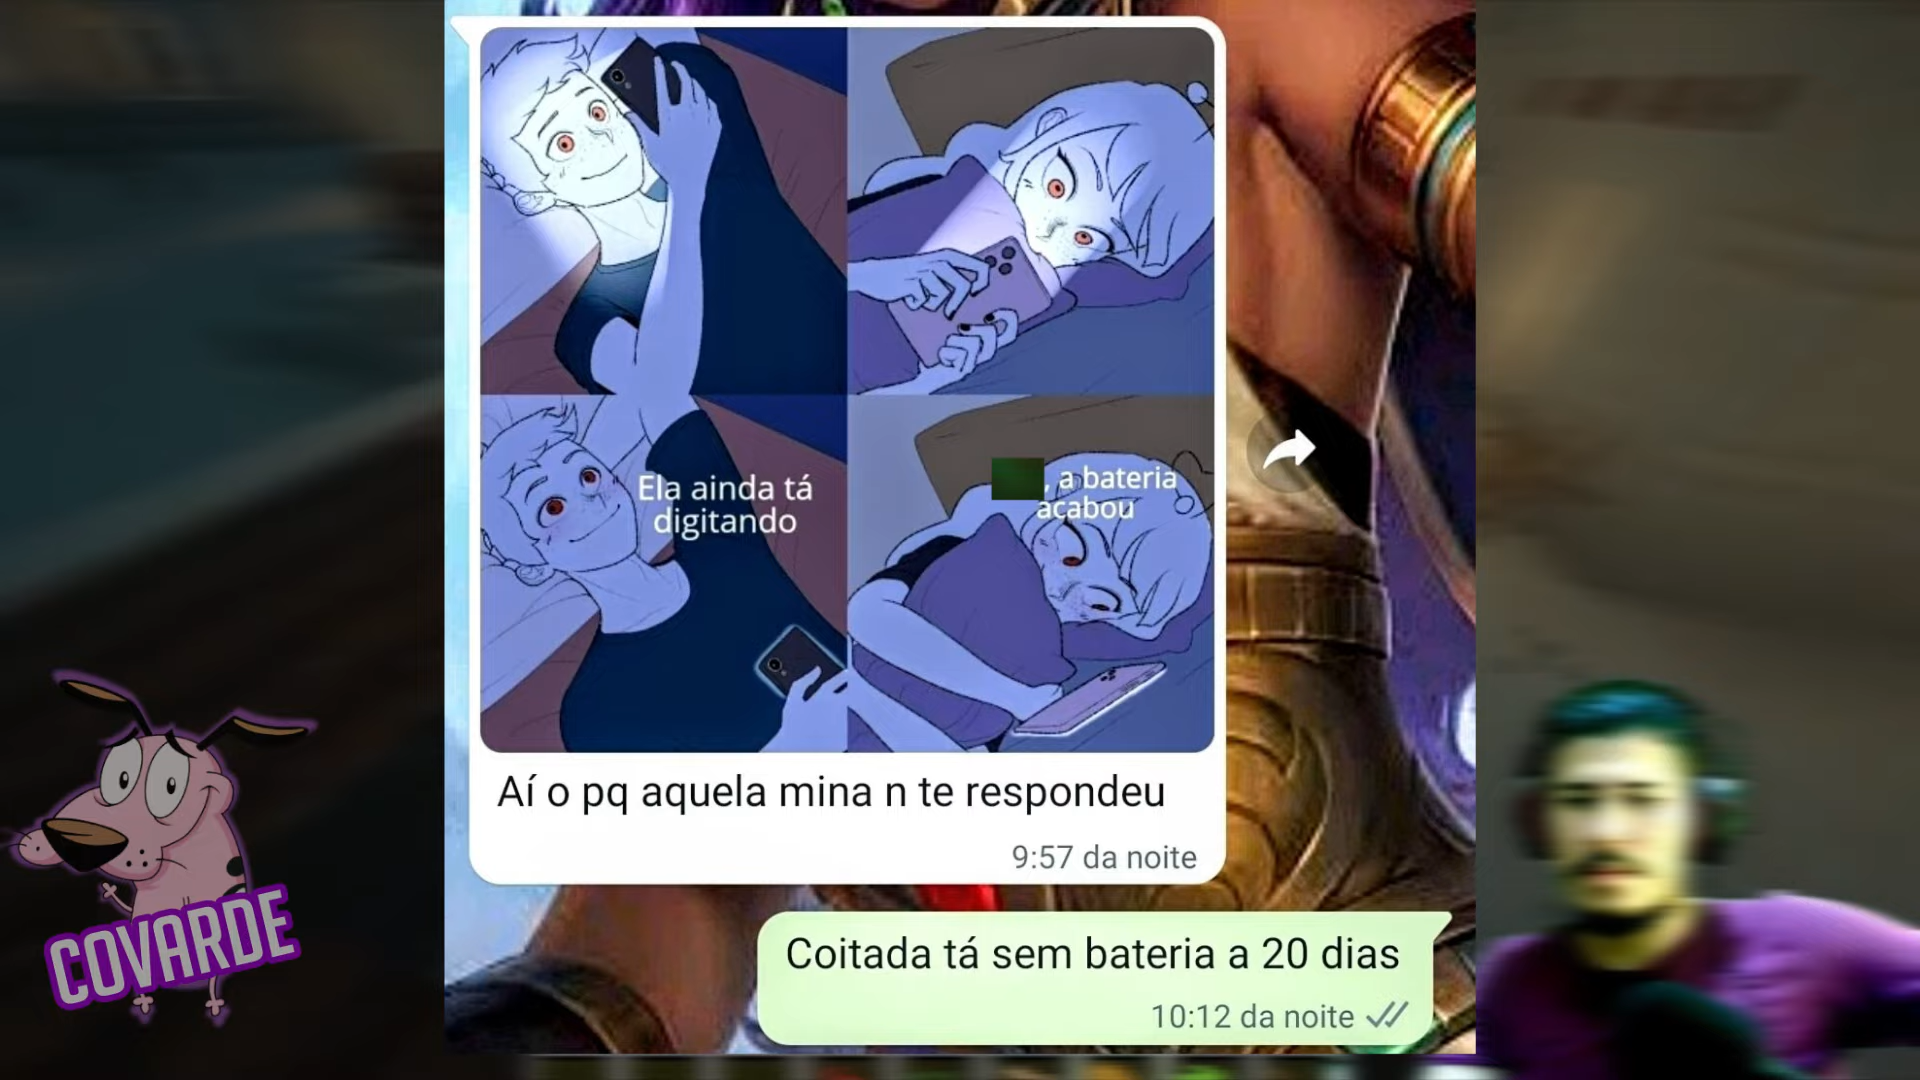 Ela ainda tá
digitando
, a bateria
acabou
Aí o pq aquela mina n te respondeu
9:57 da noite
Coitada tá sem bateria a 20 dias
10:12 da noite
COVARDE